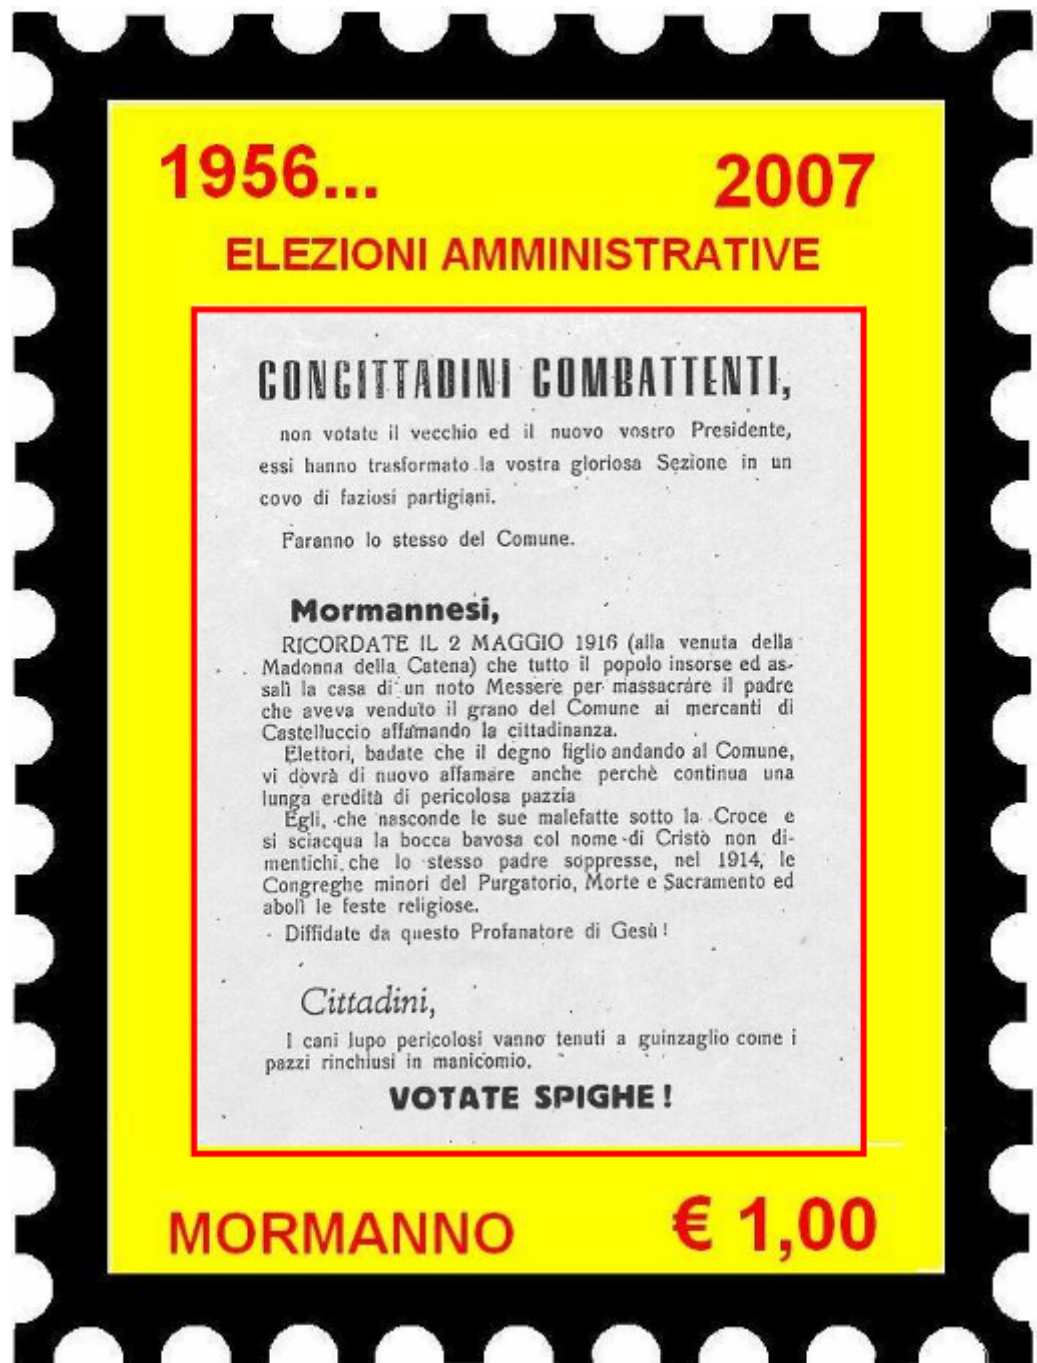 1956... 2007
ELEZIONI AMMINISTRATIVE
CONCITTADINI COMBATTENTI,
non votate il vecchio ed il nuovo vostro Presidente,
essi hanno trasformato la vostra gloriosa Sezione in un
covo di faziosi partigiani.
Faranno lo stesso del Comune.
Mormannesi,
RICORDATE IL 2 MAGGIO 1916 (alla venuta della
Madonna della Catena) che tutto il popolo insorse ed as-
salì la casa di un noto Messere per massacrare il padre
che aveva venduto il grano del Comune ai mercanti di
Castelluccio affamando la cittadinanza.
Elettori, badate che il degno figlio andando al Comune,
vi dovrà di nuovo affamare anche perchè continua una
lunga eredità di pericolosa pazzia
Egli, che nasconde le sue malefatte sotto la Croce e
si sciacqua la bocca bavosa col nome di Cristo non di-
mentichi che lo stesso padre soppresse, nel 1914, le
Congreghe minori del Purgatorio, Morte e Sacramento ed
abolì le feste religiose.
Diffidate da questo Profanatore di Gesù!
Cittadini,
I cani lupo pericolosi vanno tenuti a guinzaglio come i
pazzi rinchiusi in manicomio.
VOTATE SPIGHE!
MORMANNO € 1,00